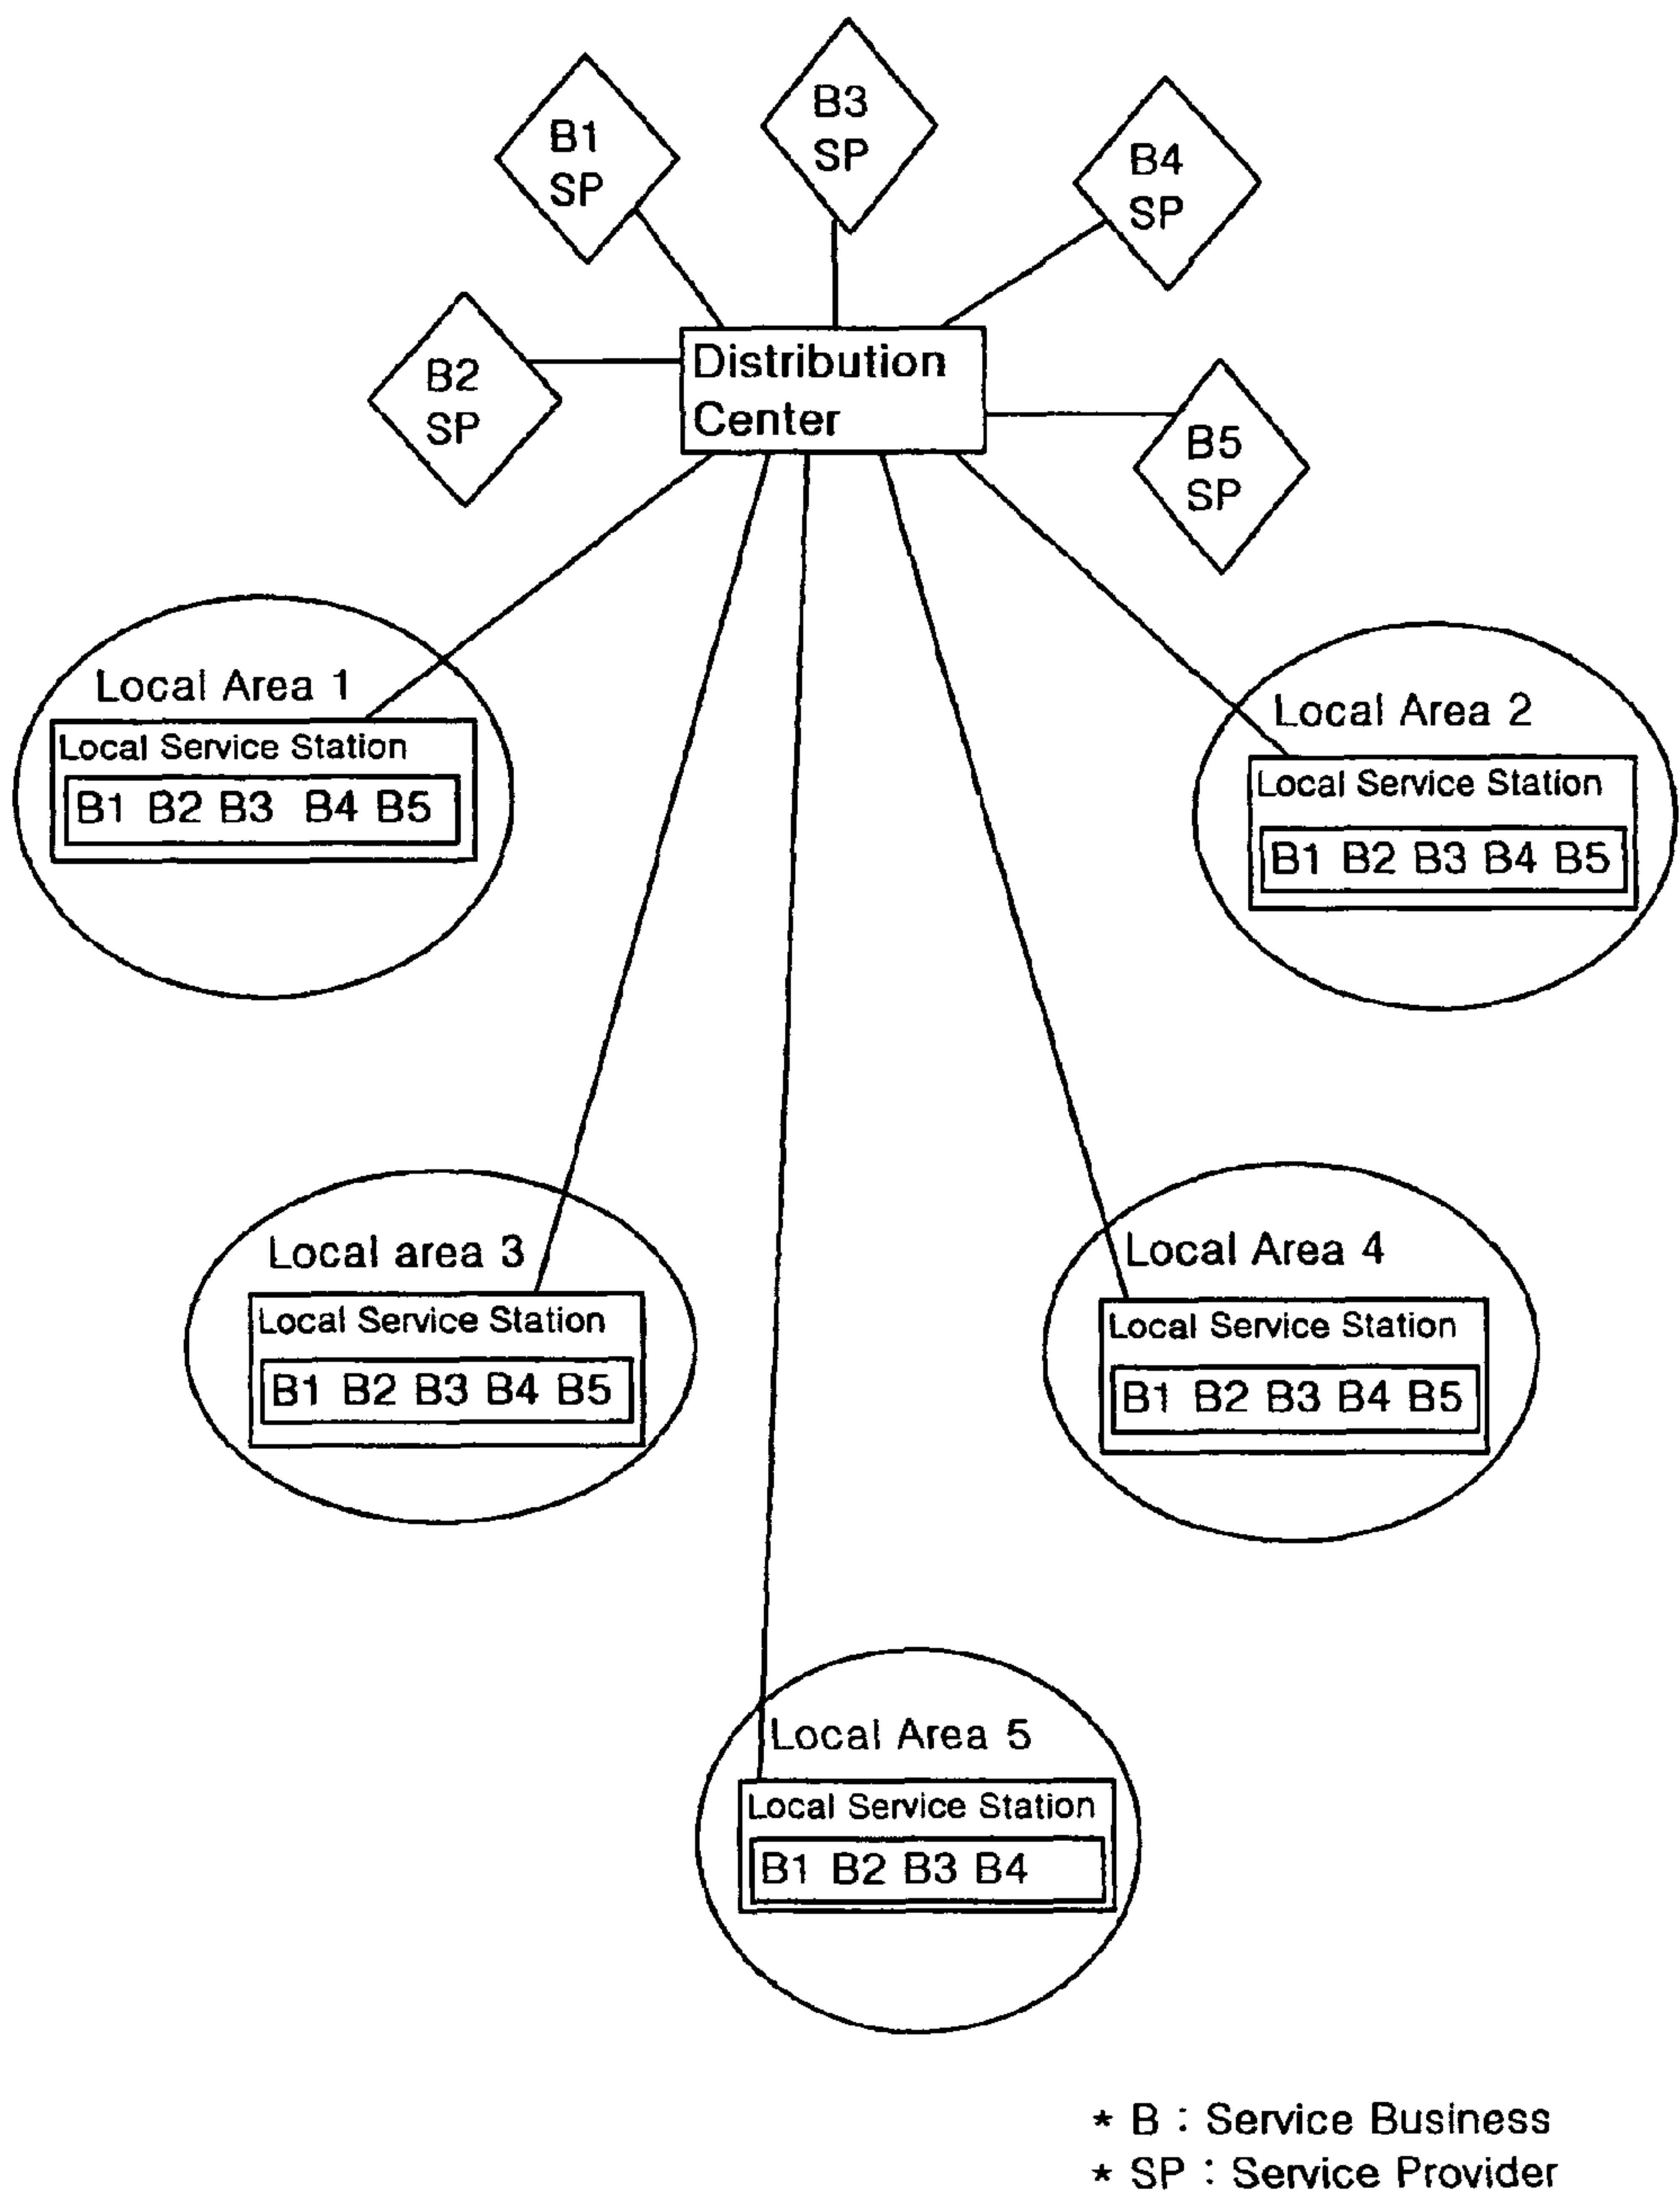 B3
SP
B1
SP
B4
SP
B2
SP
Distribution
Center
B5
SP
Local Area 1
Local Service Station
B1 B2 B3 B4 B5
Local Area 2
Local Service Station
B1 B2 B3 B4 B5
Local area 3
Local Service Station
B1 B2 B3 B4 B5
Local Area 4
Local Service Station
B1 B2 B3 B4 B5
Local Area 5
Local Service Station
B1 B2 B3 B4
* B : Service Business
* SP : Service Provider